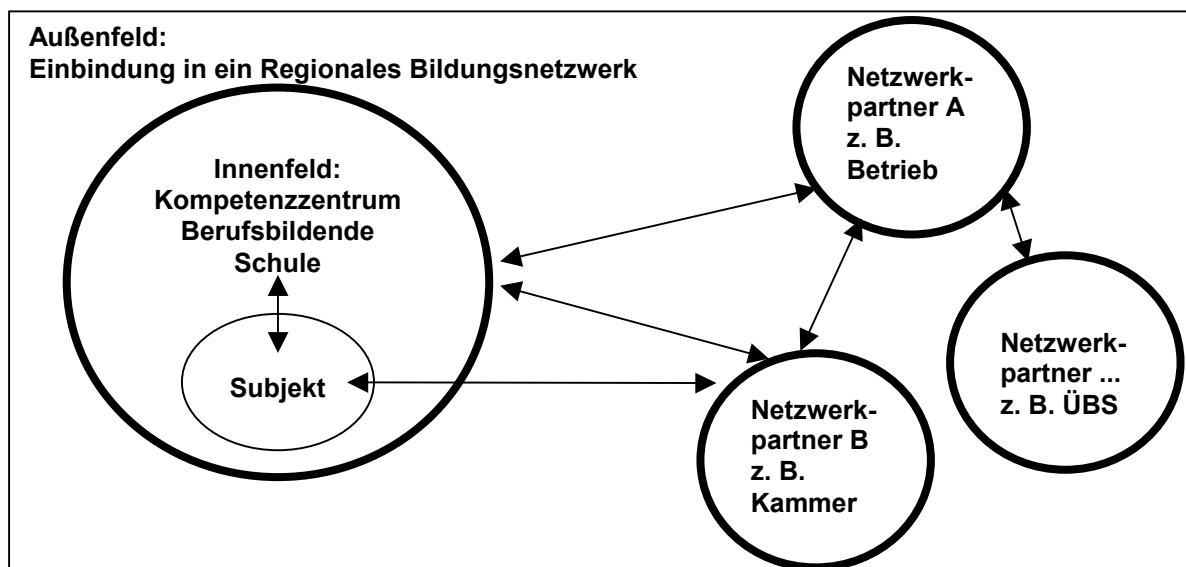 Außenfeld:
Einbindung in ein Regionales Bildungsnetzwerk
Innenfeld:
Kompetenzzentrum
Berufsbildende
Schule
Subjekt
Netzwerk-
partner A
z. B.
Betrieb
Netzwerk-
partner B
z. B.
Kammer
Netzwerk-
partner ...
z. B. ÜBS